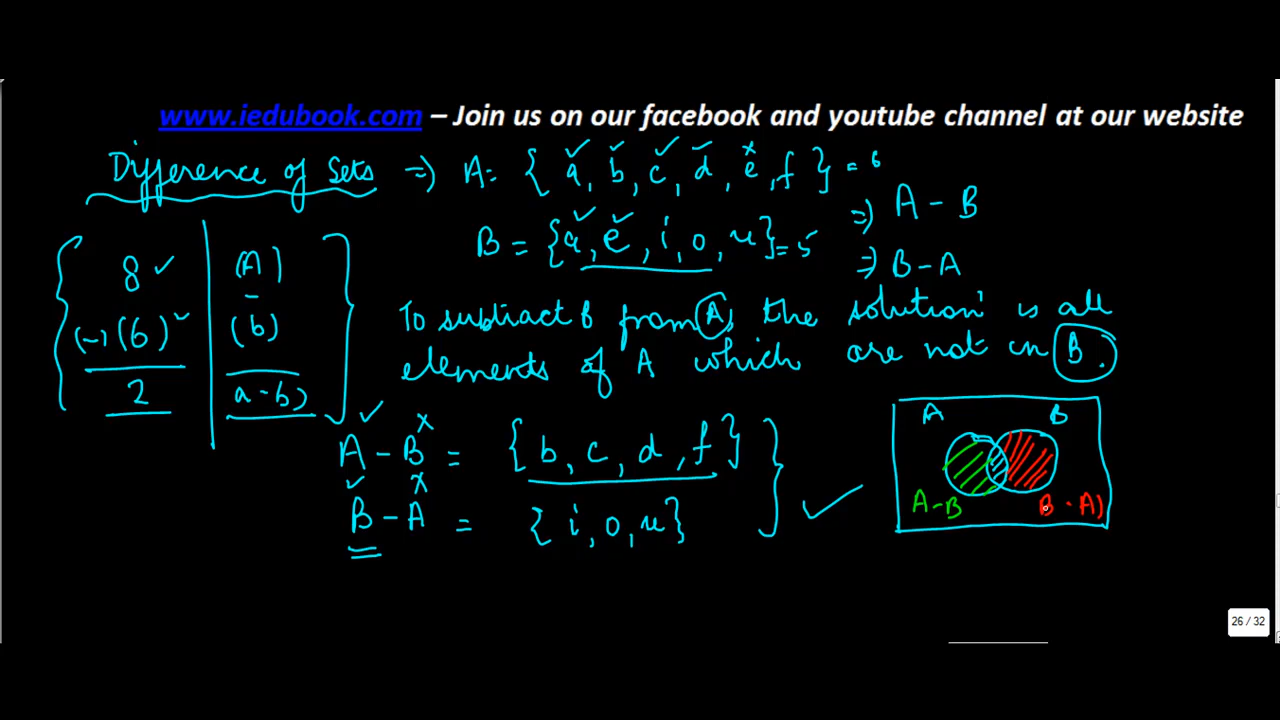 www.iedubook.com – Join us on our facebook and youtube channel at our website
Difference of Sets => A = { a, b, c, d, e, f } = 6
B = {a, e, i, o, u} = 5
=> A - B
=> B - A
8 (A)
(-) (6) - (b)
2 a - b)
To subtract b from A, the solution is all
elements of A which are not in B.
A - B = { b, c, d, f }
B - A = { i, o, u }
A B
A-B B - A)
26 / 32